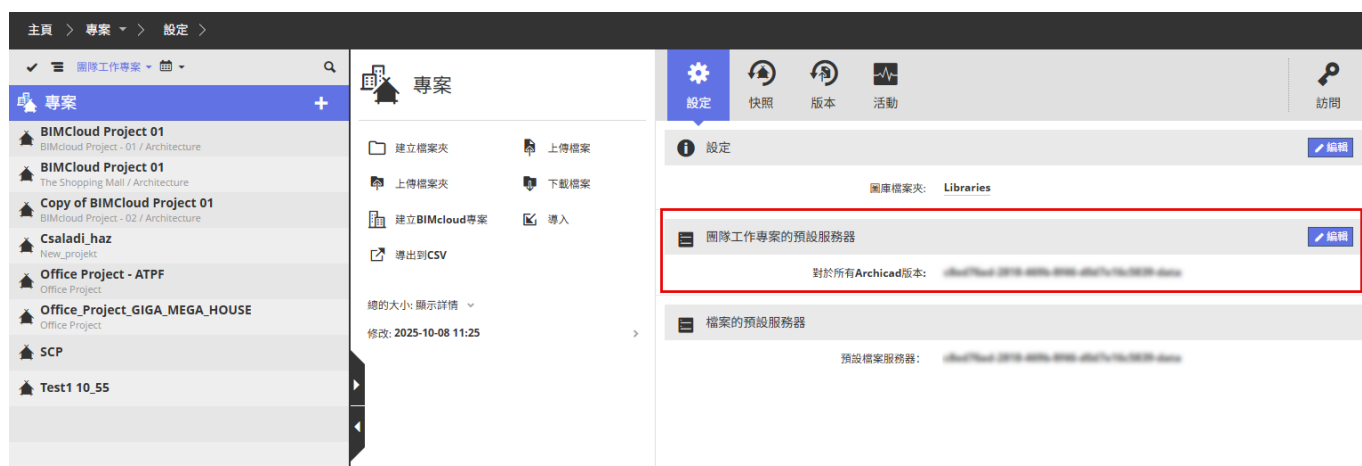 主頁 > 專案 > 設定 >
團隊工作專案
專案 +
BIMCloud Project 01
BIMcloud Project - 01 / Architecture
BIMCloud Project 01
The Shopping Mall / Architecture
Copy of BIMCloud Project 01
BIMcloud Project - 02 / Architecture
Csaladi_haz
New_projekt
Office Project - ATPF
Office Project
Office_Project_GIGA_MEGA_HOUSE
Office Project
SCP
Test1 10_55
專案
建立檔案夾 上傳檔案
上傳檔案夾 下載檔案
建立BIMcloud專案 導入
導出到CSV
總的大小: 顯示詳情
修改: 2025-10-08 11:25
設定 快照 版本 活動 訪問
設定 編輯
圖庫檔案夾: Libraries
團隊工作專案的預設服務器 編輯
對於所有Archicad版本:
檔案的預設服務器
預設檔案服務器: